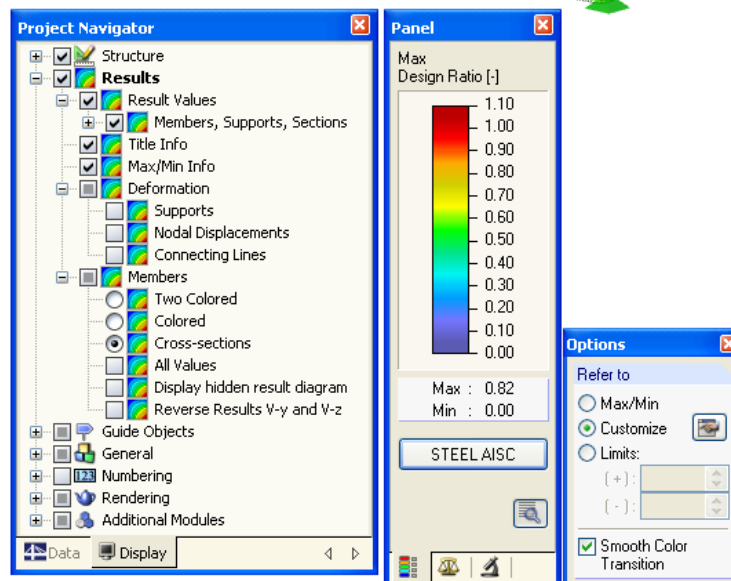 Project Navigator
Structure
Results
Result Values
Members, Supports, Sections
Title Info
Max/Min Info
Deformation
Supports
Nodal Displacements
Connecting Lines
Members
Two Colored
Colored
Cross-sections
All Values
Display hidden result diagram
Reverse Results V-y and V-z
Guide Objects
General
123 Numbering
Rendering
Additional Modules
Data Display
Panel
Max
Design Ratio [-]
1.10
1.00
0.90
0.80
0.70
0.60
0.50
0.40
0.30
0.20
0.10
0.00
Max : 0.82
Min : 0.00
STEEL AISC
Options
Refer to
Max/Min
Customize
Limits:
(+):
(-):
Smooth Color
Transition